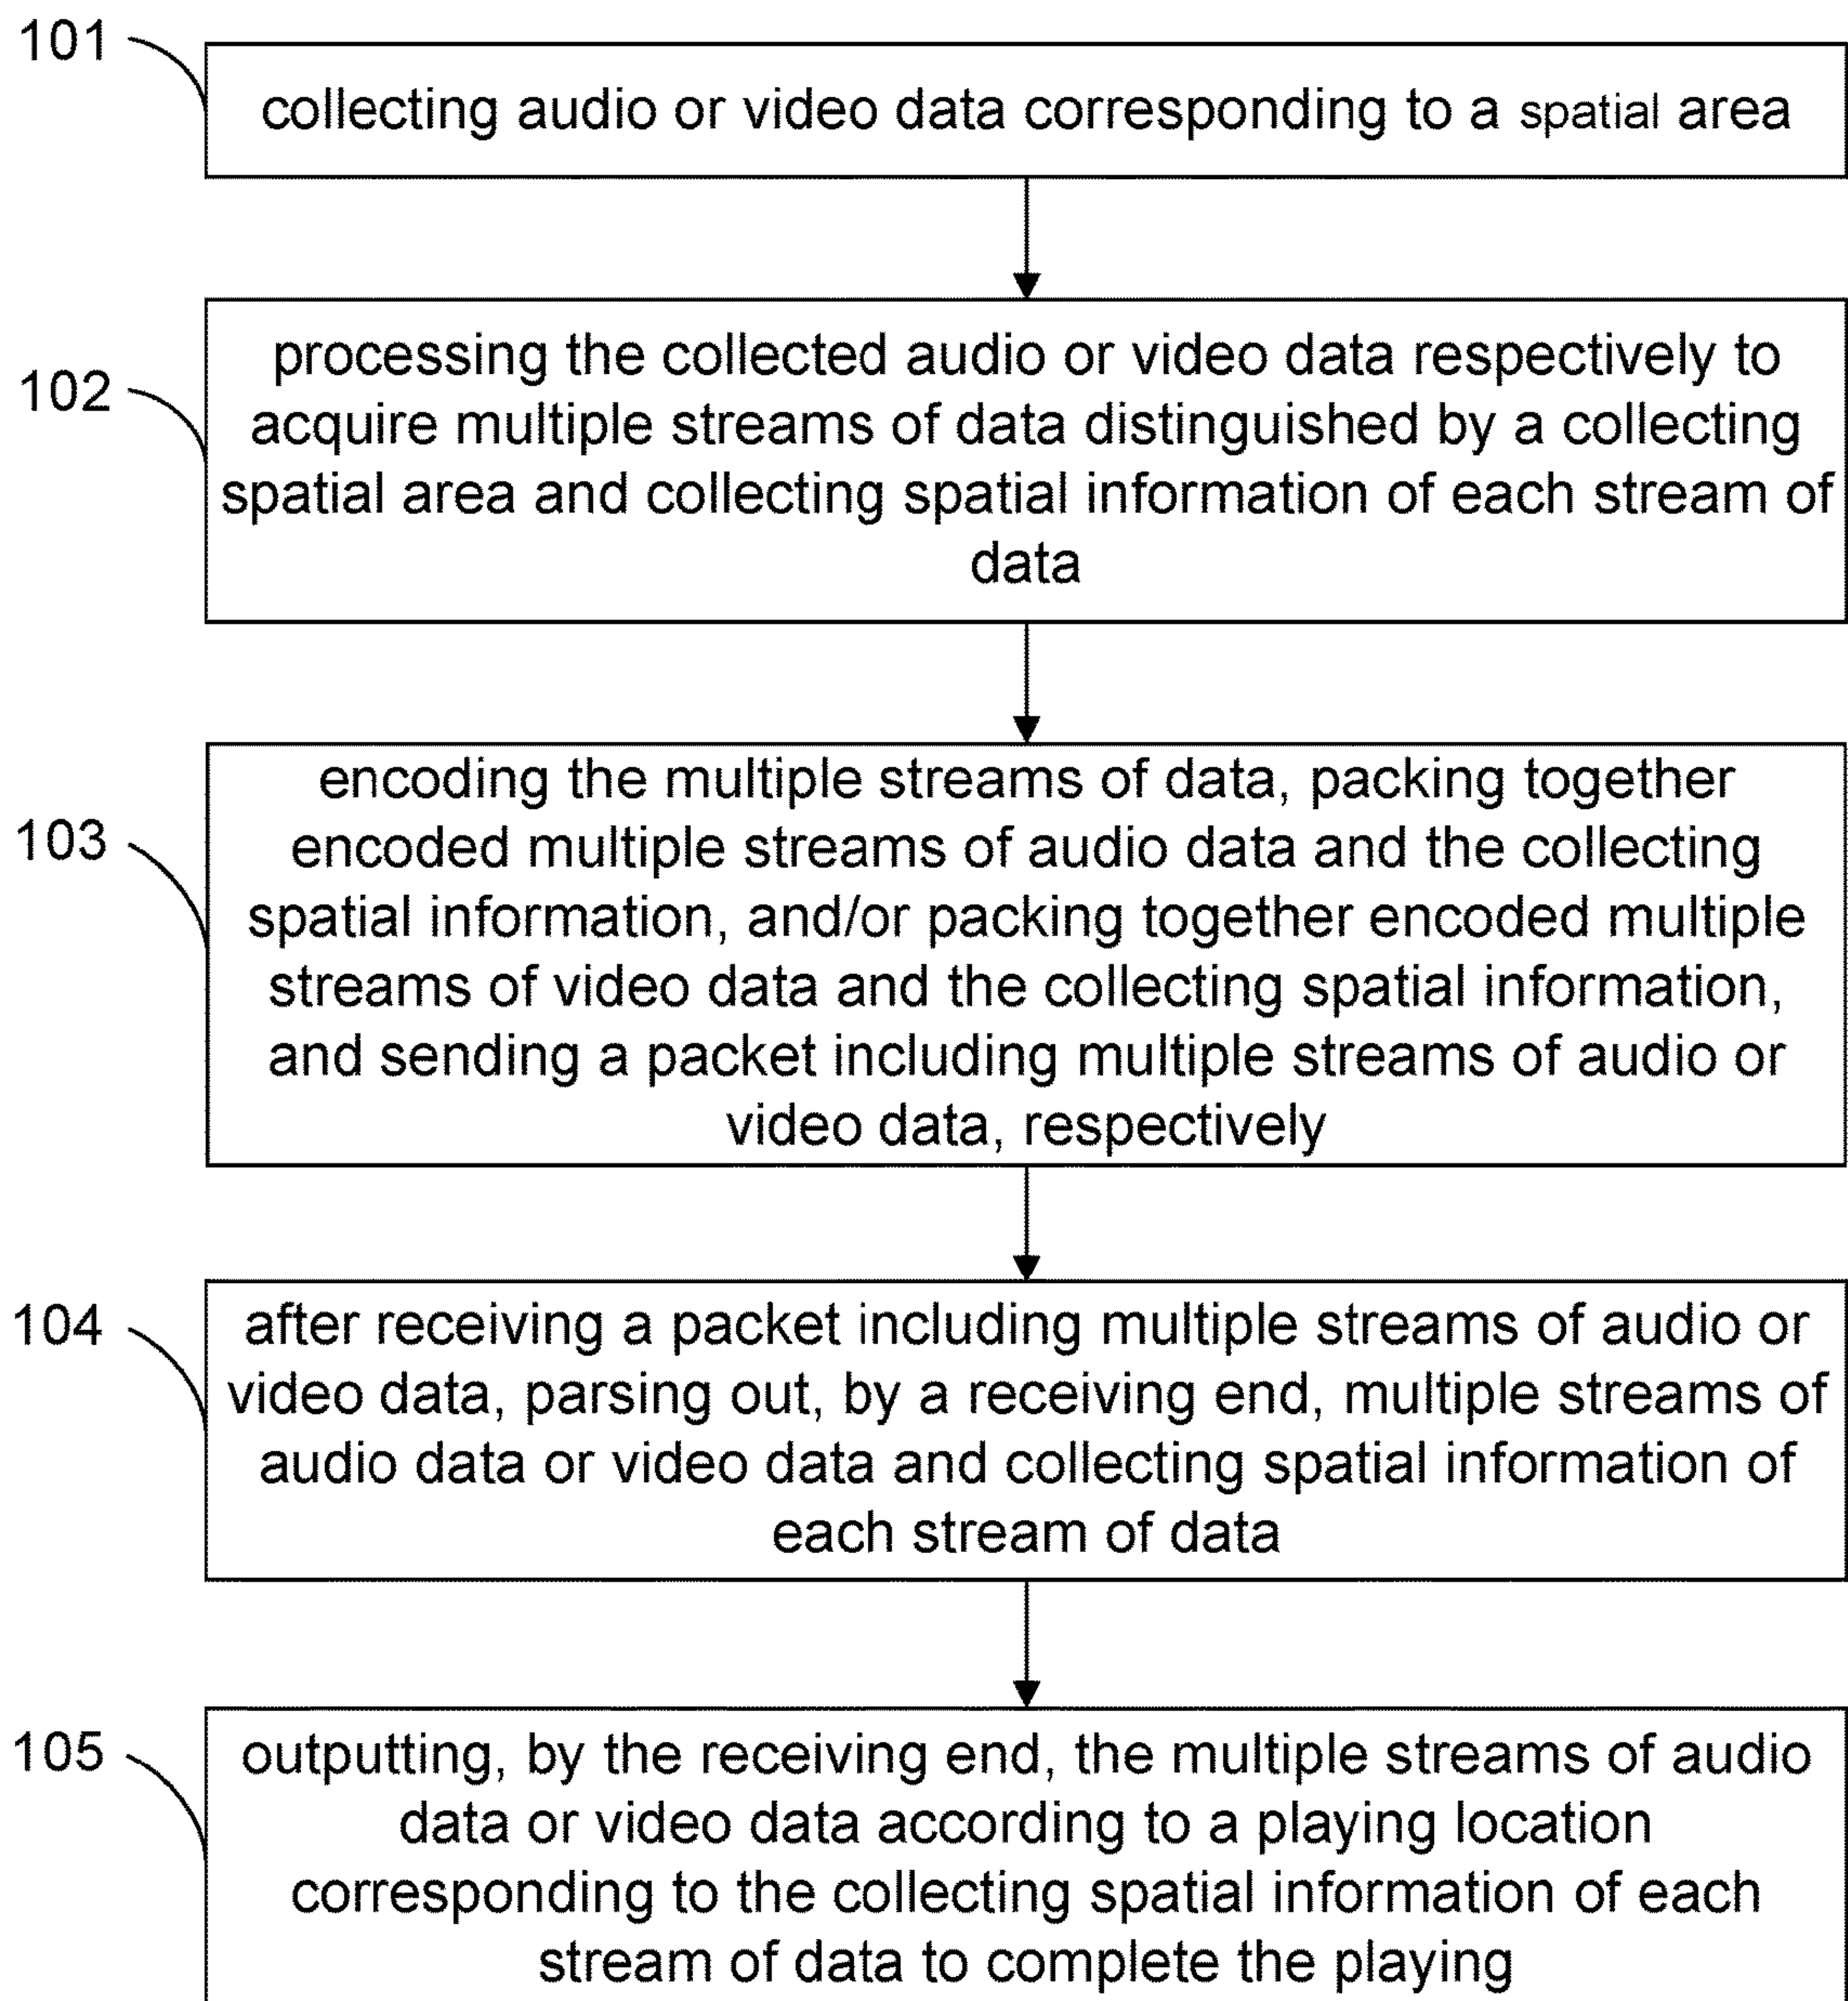 101
collecting audio or video data corresponding to a spatial area
102
processing the collected audio or video data respectively to
acquire multiple streams of data distinguished by a collecting
spatial area and collecting spatial information of each stream of
data
103
encoding the multiple streams of data, packing together
encoded multiple streams of audio data and the collecting
spatial information, and/or packing together encoded multiple
streams of video data and the collecting spatial information,
and sending a packet including multiple streams of audio or
video data, respectively
104
after receiving a packet including multiple streams of audio or
video data, parsing out, by a receiving end, multiple streams of
audio data or video data and collecting spatial information of
each stream of data
105
outputting, by the receiving end, the multiple streams of audio
data or video data according to a playing location
corresponding to the collecting spatial information of each
stream of data to complete the playing